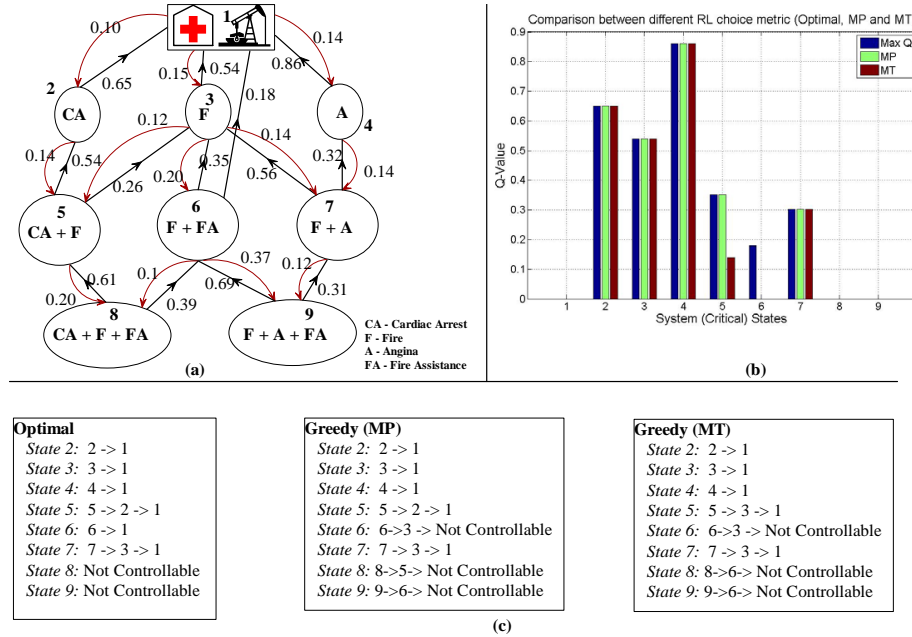 1.
0.10
0.14
0.15
0.54
0.86
0.65
0.18
2
CA
3
F
A
4
0.12
0.14
0.14
0.54
0.35
0.32
0.14
0.26
0.20
0.56
5
CA + F
6
F + FA
7
F + A
0.61
0.1
0.37
0.12
0.20
0.39
0.69
0.31
8
CA + F + FA
9
F + A + FA
CA - Cardiac Arrest
F - Fire
A - Angina
FA - Fire Assistance
(a)
Comparison between different RL choice metric (Optimal, MP and MT
Max Q
MP
MT
0.9
0.8
0.7
0.6
0.5
0.4
0.3
0.2
0.1
0
Q-Value
1 2 3 4 5 6 7 8 9
System (Critical) States
(b)
Optimal
State 2: 2 -> 1
State 3: 3 -> 1
State 4: 4 -> 1
State 5: 5 -> 2 -> 1
State 6: 6 -> 1
State 7: 7 -> 3 -> 1
State 8: Not Controllable
State 9: Not Controllable
Greedy (MP)
State 2: 2 -> 1
State 3: 3 -> 1
State 4: 4 -> 1
State 5: 5 -> 2 -> 1
State 6: 6->3 -> Not Controllable
State 7: 7 -> 3 -> 1
State 8: 8->5-> Not Controllable
State 9: 9->6-> Not Controllable
Greedy (MT)
State 2: 2 -> 1
State 3: 3 -> 1
State 4: 4 -> 1
State 5: 5 -> 3 -> 1
State 6: 6->3 -> Not Controllable
State 7: 7 -> 3 -> 1
State 8: 8->6-> Not Controllable
State 9: 9->6-> Not Controllable
(c)